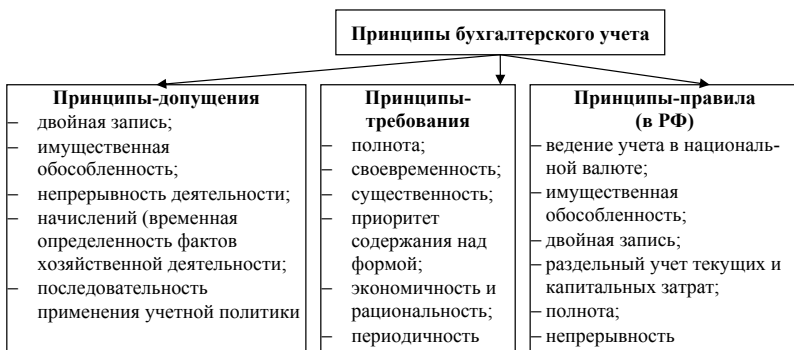 Принципы бухгалтерского учета
Принципы-допущения
– двойная запись;
– имущественная
обособленность;
– непрерывность деятельности;
– начислений (временная
определенность фактов
хозяйственной деятельности;
– последовательность
применения учетной политики
Принципы-
требования
– полнота;
– своевременность;
– существенность;
– приоритет
содержания над
формой;
– экономичность и
рациональность;
– периодичность
Принципы-правила
(в РФ)
– ведение учета в националь-
ной валюте;
– имущественная
обособленность;
– двойная запись;
– раздельный учет текущих и
капитальных затрат;
– полнота;
– непрерывность